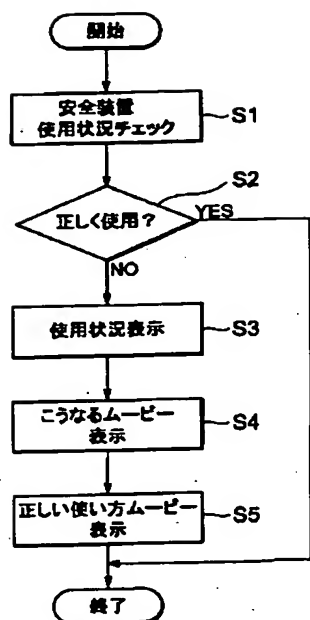 開始
安全装置
使用状況チェック
S1
S2
正しく使用?
YES
NO
使用状況表示
S3
こうなるムービー
表示
S4
正しい使い方ムービー
表示
S5
終了